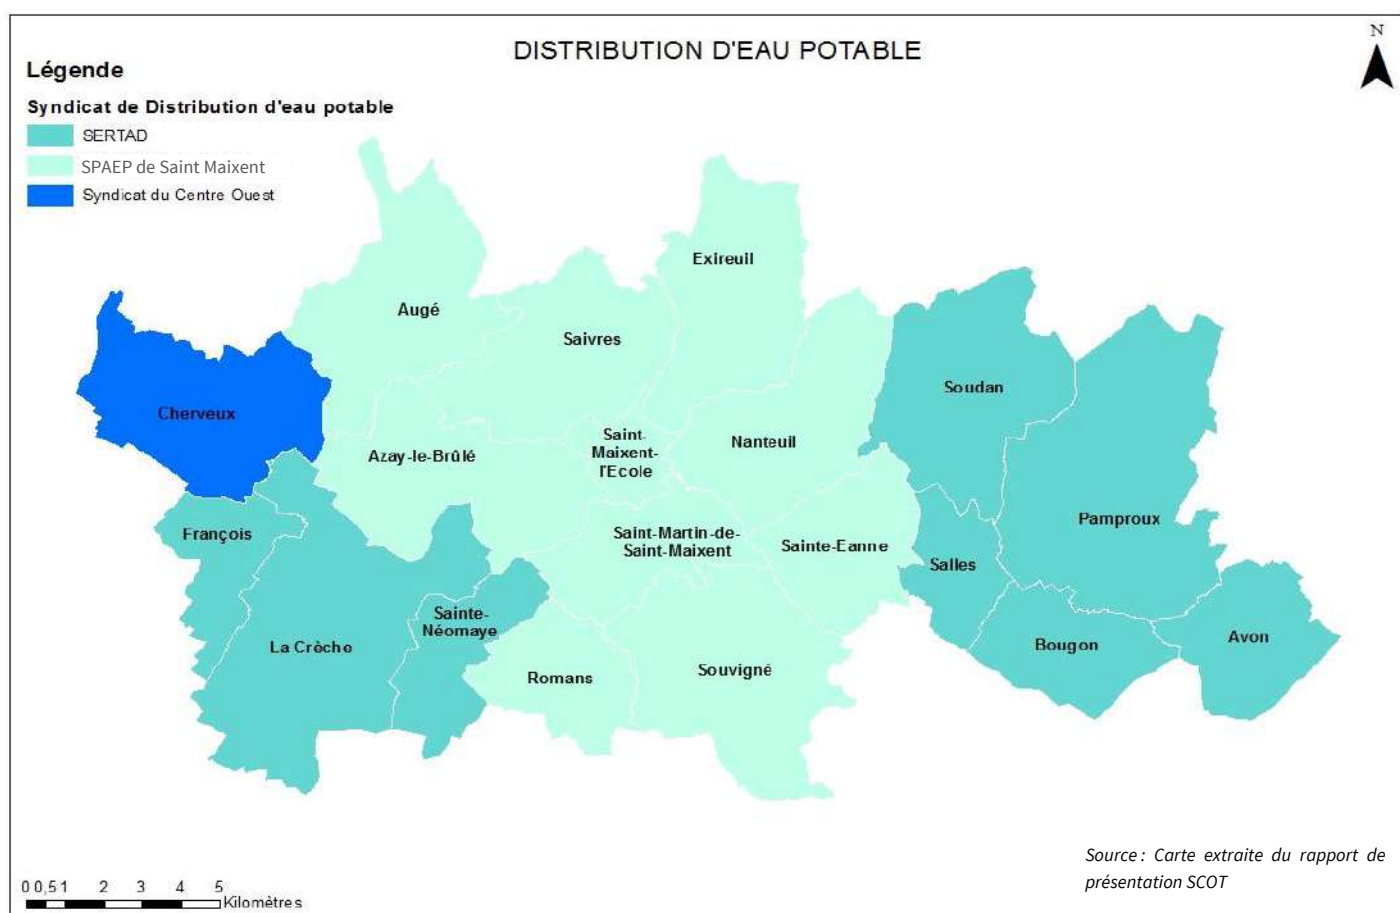 DISTRIBUTION D'EAU POTABLE
N
Légende
Syndicat de Distribution d'eau potable
SERTAD
SPAEP de Saint Maixent
Syndicat du Centre Ouest
Exireuil
Augé
Saivres
Soudan
Cherveux
Saint-
Maixent-
l'Ecole
Nanteuil
Azay-le-Brûlé
Pamproux
François
Saint-Martin-de-
Saint-Maixent
Sainte-Eanne
Salles
Sainte-
Néomaye
La Crèche
Bougon
Avon
Romans
Souvigné
Source : Carte extraite du rapport de
présentation SCOT
0 0,5 1 2 3 4 5
Kilomètres